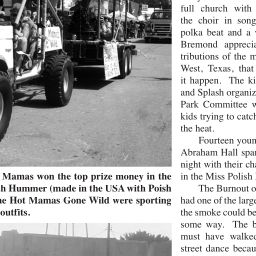 Mamas won the top prize money in the
h Hummer (made in the USA with Poish
e Hot Mamas Gone Wild were sporting
outfits.
full church with
the choir in song
polka beat and a
Bremond apprecia
tributions of the m
West, Texas, that
it happen. The ki
and Splash organiz
Park Committee w
kids trying to catch
the heat.
Fourteen youn
Abraham Hall spar
night with their cha
in the Miss Polish
The Burnout o
had one of the large
the smoke could be
some way. The b
must have walked
street dance becau